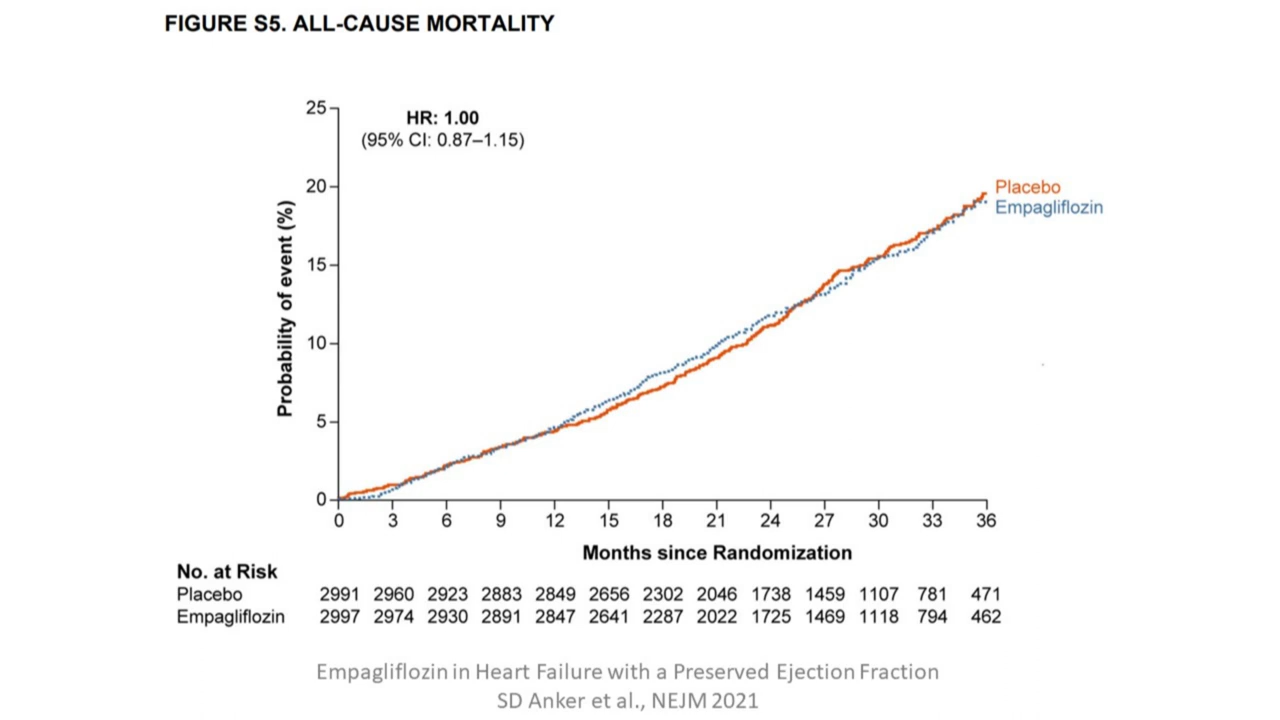 FIGURE S5. ALL-CAUSE MORTALITY
HR: 1.00
(95% CI: 0.87–1.15)
Probability of event (%)
25
20
15
10
5
0
Placebo
Empagliflozin
0 3 6 9 12 15 18 21 24 27 30 33 36
Months since Randomization
No. at Risk
Placebo 2991 2960 2923 2883 2849 2656 2302 2046 1738 1459 1107 781 471
Empagliflozin 2997 2974 2930 2891 2847 2641 2287 2022 1725 1469 1118 794 462
Empagliflozin in Heart Failure with a Preserved Ejection Fraction
SD Anker et al., NEJM 2021